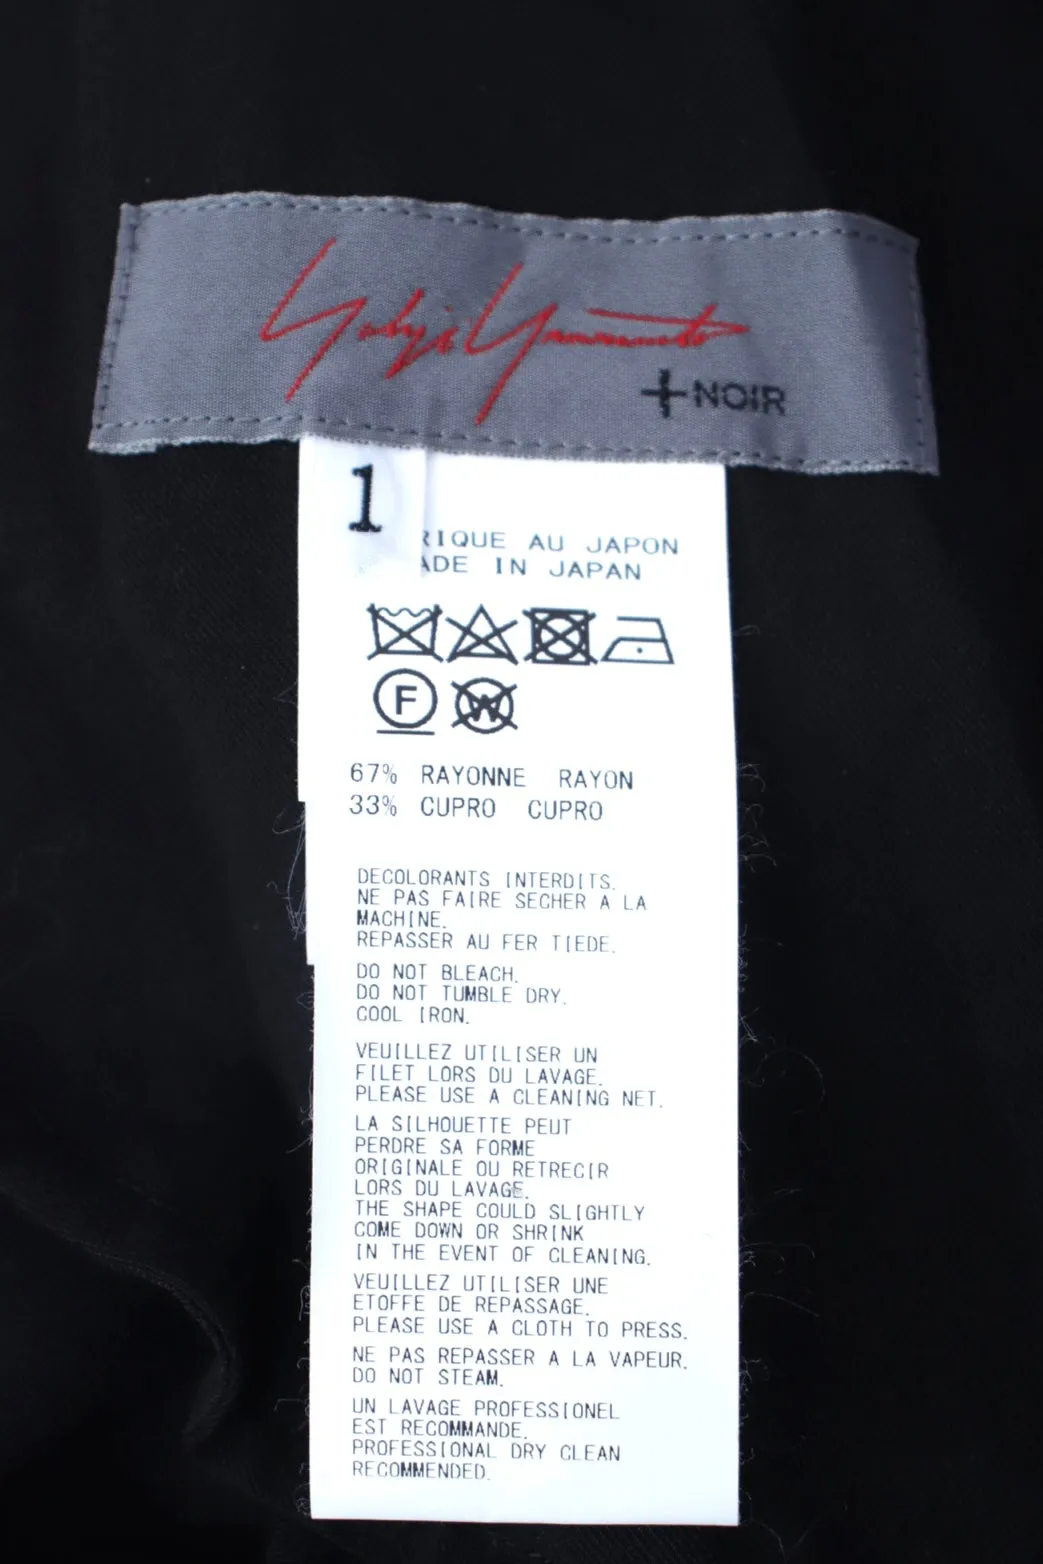 Yohji Yamamoto
+NOIR
1
RIQUE AU JAPON
ADE IN JAPAN
F
W
67% RAYONNE RAYON
33% CUPRO CUPRO
DECOLORANTS INTERDITS.
NE PAS FAIRE SECHER A LA
MACHINE.
REPASSER AU FER TIEDE.
DO NOT BLEACH.
DO NOT TUMBLE DRY.
COOL IRON.
VEUILLEZ UTILISER UN
FILET LORS DU LAVAGE.
PLEASE USE A CLEANING NET.
LA SILHOUETTE PEUT
PERDRE SA FORME
ORIGINALE OU RETRECIR
LORS DU LAVAGE.
THE SHAPE COULD SLIGHTLY
COME DOWN OR SHRINK
IN THE EVENT OF CLEANING.
VEUILLEZ UTILISER UNE
ETOFFE DE REPASSAGE.
PLEASE USE A CLOTH TO PRESS.
NE PAS REPASSER A LA VAPEUR.
DO NOT STEAM.
UN LAVAGE PROFESSIONEL
EST RECOMMANDE.
PROFESSIONAL DRY CLEAN
RECOMMENDED.